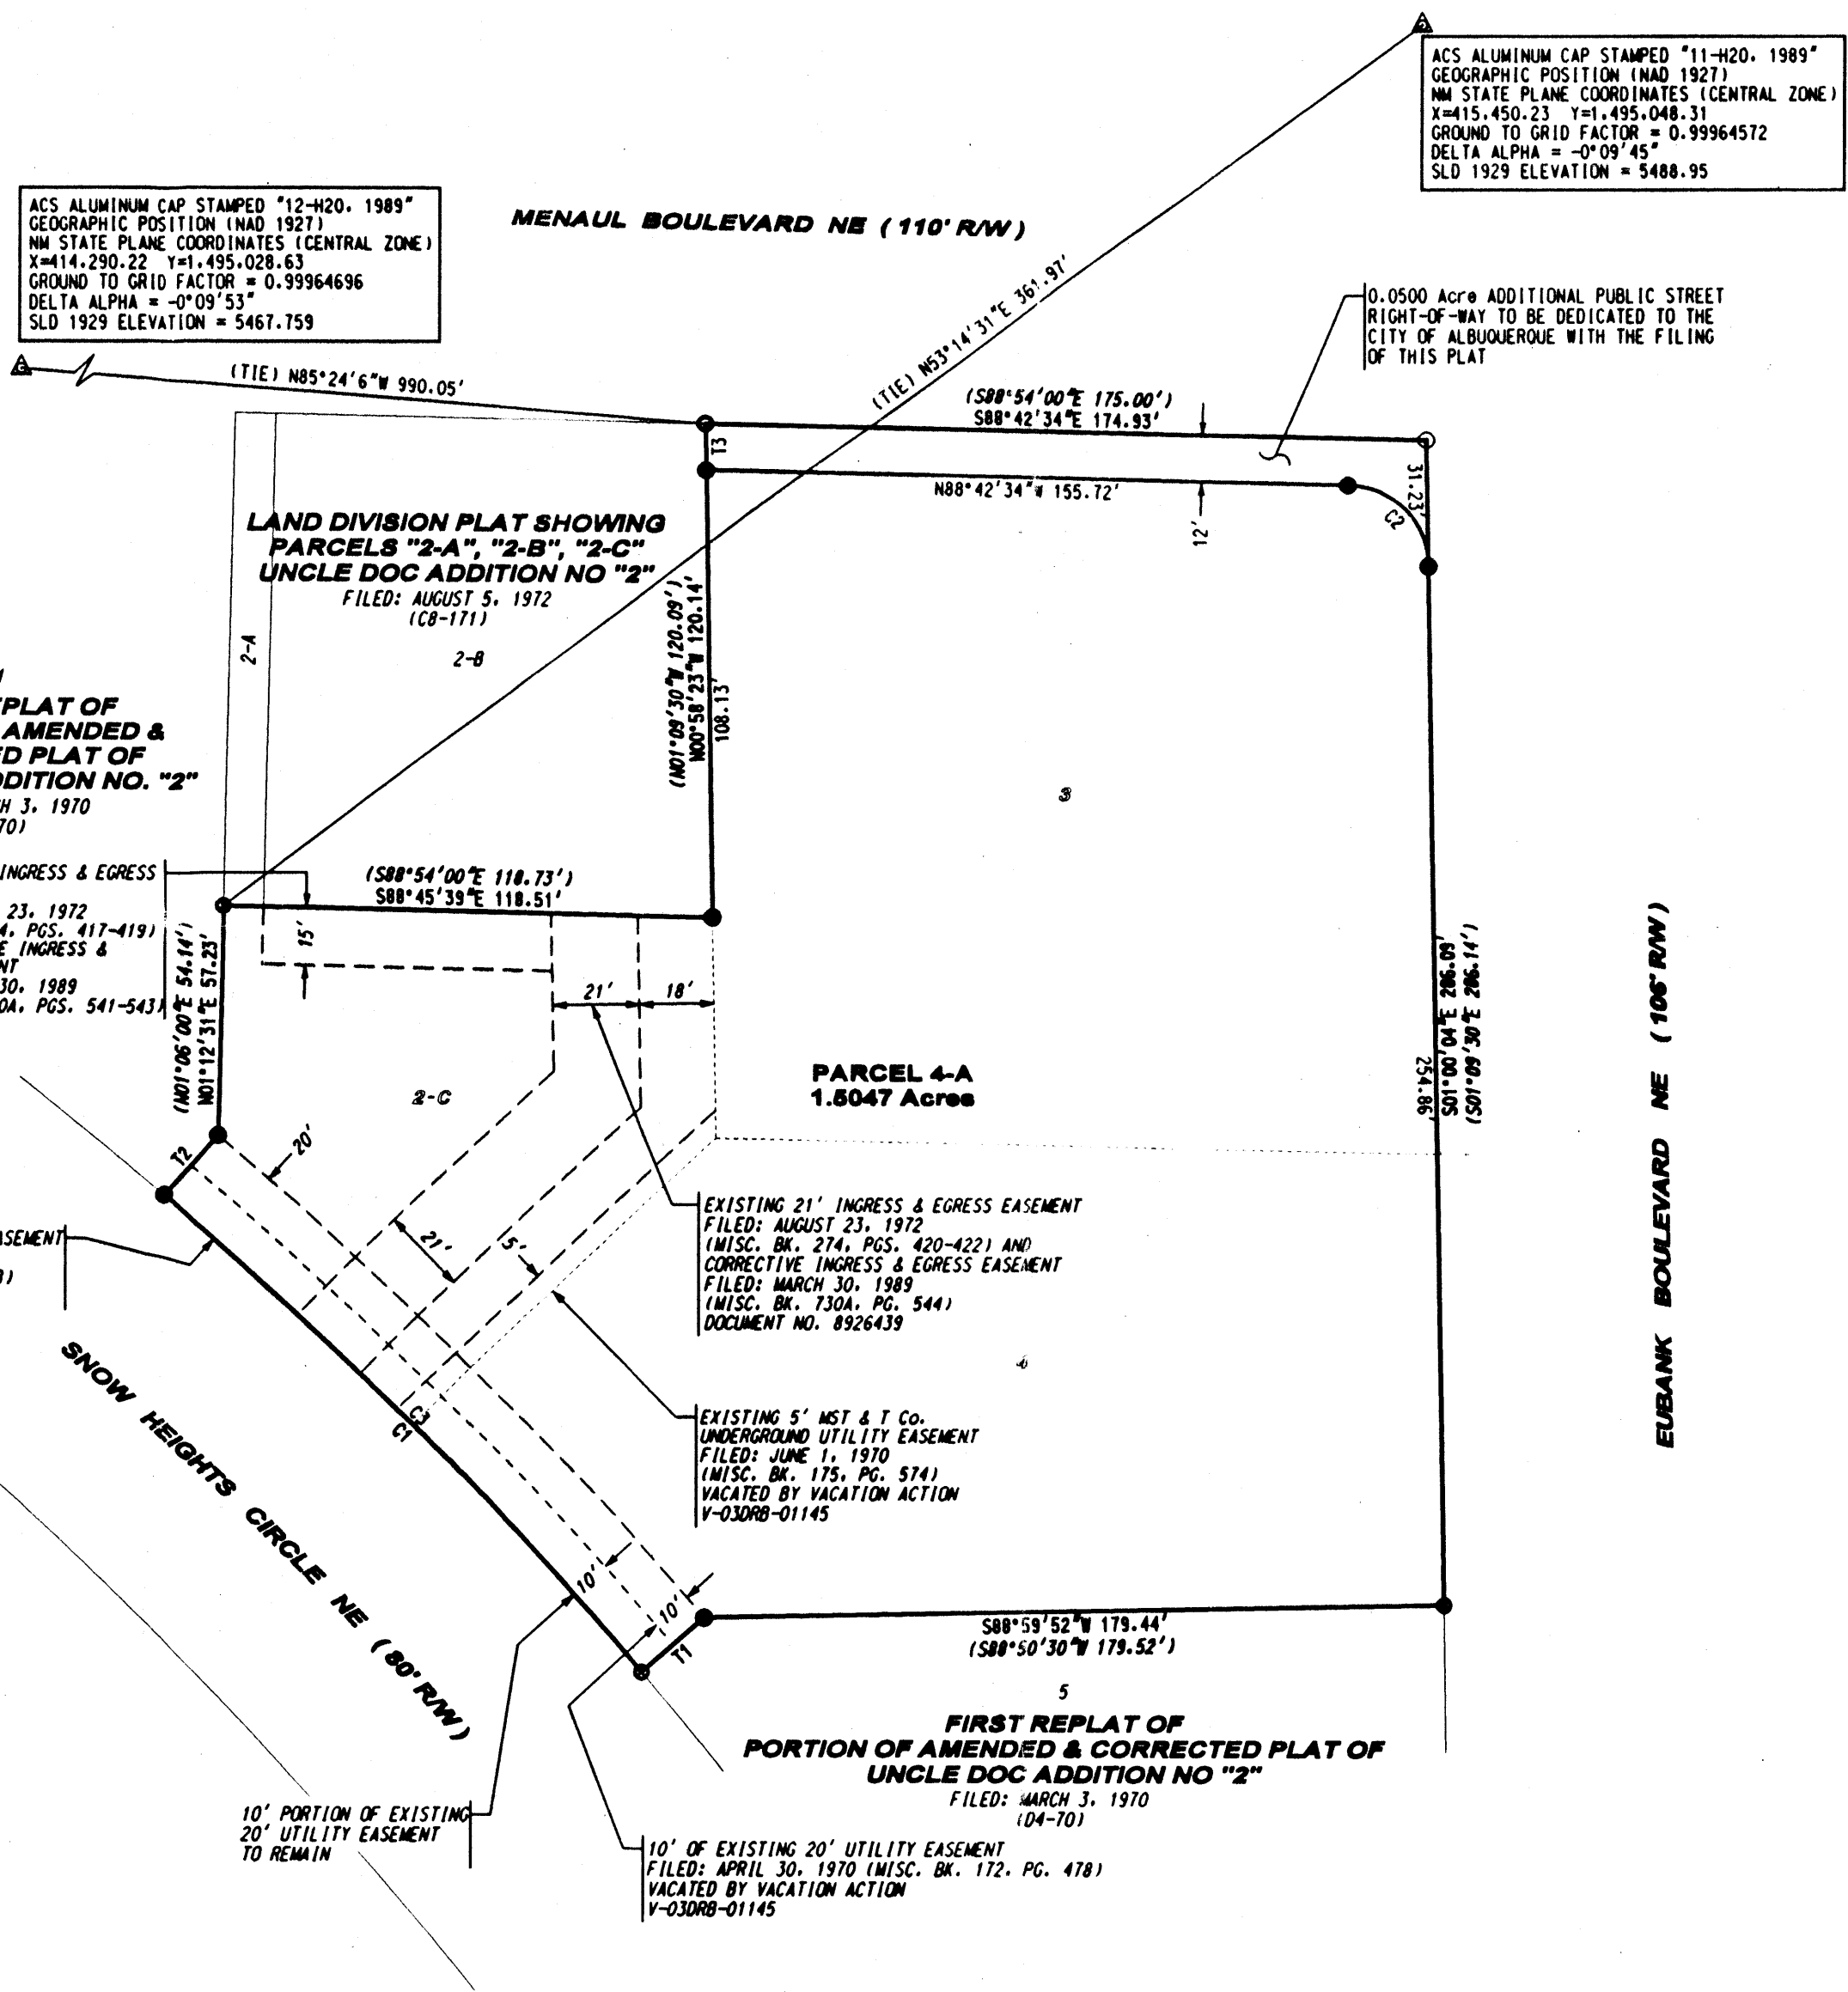 ACS ALUMINUM CAP STAMPED "11-H20, 1989"
GEOGRAPHIC POSITION (NAD 1927)
NM STATE PLANE COORDINATES (CENTRAL ZONE)
X=415,450.23 Y=1,495,048.31
GROUND TO GRID FACTOR = 0.99964572
DELTA ALPHA = -0°09'45"
SLD 1929 ELEVATION = 5488.95
ACS ALUMINUM CAP STAMPED "12-H20, 1989"
GEOGRAPHIC POSITION (NAD 1927)
NM STATE PLANE COORDINATES (CENTRAL ZONE)
X=414,290.22 Y=1,495,028.63
GROUND TO GRID FACTOR = 0.99964696
DELTA ALPHA = -0°09'53"
SLD 1929 ELEVATION = 5467.759
MENAUL BOULEVARD NE (110' R/W)
(TIE) N85°24'6"W 990.05'
(TIE) N53°14'31"E 361.97'
0.0500 Acre ADDITIONAL PUBLIC STREET
RIGHT-OF-WAY TO BE DEDICATED TO THE
CITY OF ALBUQUERQUE WITH THE FILING
OF THIS PLAT
(S88°54'00"E 175.00')
S88°42'34"E 174.93'
T3
31.23'
N88°42'34"W 155.72'
C2
12'
LAND DIVISION PLAT SHOWING
PARCELS "2-A", "2-B", "2-C"
UNCLE DOC ADDITION NO "2"
FILED: AUGUST 5, 1972
(C8-171)
2-A
2-B
(N01°09'30"W 120.09')
N00°58'23"W 120.14'
108.13'
3
PLAT OF
AMENDED &
ED PLAT OF
DDITION NO. "2"
H 3, 1970
70)
INGRESS & EGRESS
23, 1972
4, PGS. 417-419)
E INGRESS &
NT
30, 1989
0A, PGS. 541-543)
(S88°54'00"E 118.73')
S88°45'39"E 118.51'
15'
(N01°06'00"E 54.14')
N01°12'31"E 57.23'
21'
18'
2-C
PARCEL 4-A
1.5047 Acres
254.86'
S01°00'04"E 286.09'
(S01°09'30"E 286.14')
EUBANK BOULEVARD NE (106' R/W)
T2
20'
21'
5'
EXISTING 21' INGRESS & EGRESS EASEMENT
FILED: AUGUST 23, 1972
(MISC. BK. 274, PGS. 420-422) AND
CORRECTIVE INGRESS & EGRESS EASEMENT
FILED: MARCH 30, 1989
(MISC. BK. 730A, PG. 544)
DOCUMENT NO. 8926439
ASEMENT
)
4
C3
C1
SNOW HEIGHTS CIRCLE NE (80' R/W)
EXISTING 5' MST & T Co.
UNDERGROUND UTILITY EASEMENT
FILED: JUNE 1, 1970
(MISC. BK. 175, PG. 574)
VACATED BY VACATION ACTION
V-03DRB-01145
10'
10'
T1
S88°59'52"W 179.44'
(S88°50'30"W 179.52')
5
FIRST REPLAT OF
PORTION OF AMENDED & CORRECTED PLAT OF
UNCLE DOC ADDITION NO "2"
FILED: MARCH 3, 1970
(D4-70)
10' PORTION OF EXISTING
20' UTILITY EASEMENT
TO REMAIN
10' OF EXISTING 20' UTILITY EASEMENT
FILED: APRIL 30, 1970 (MISC. BK. 172, PG. 478)
VACATED BY VACATION ACTION
V-03DRB-01145